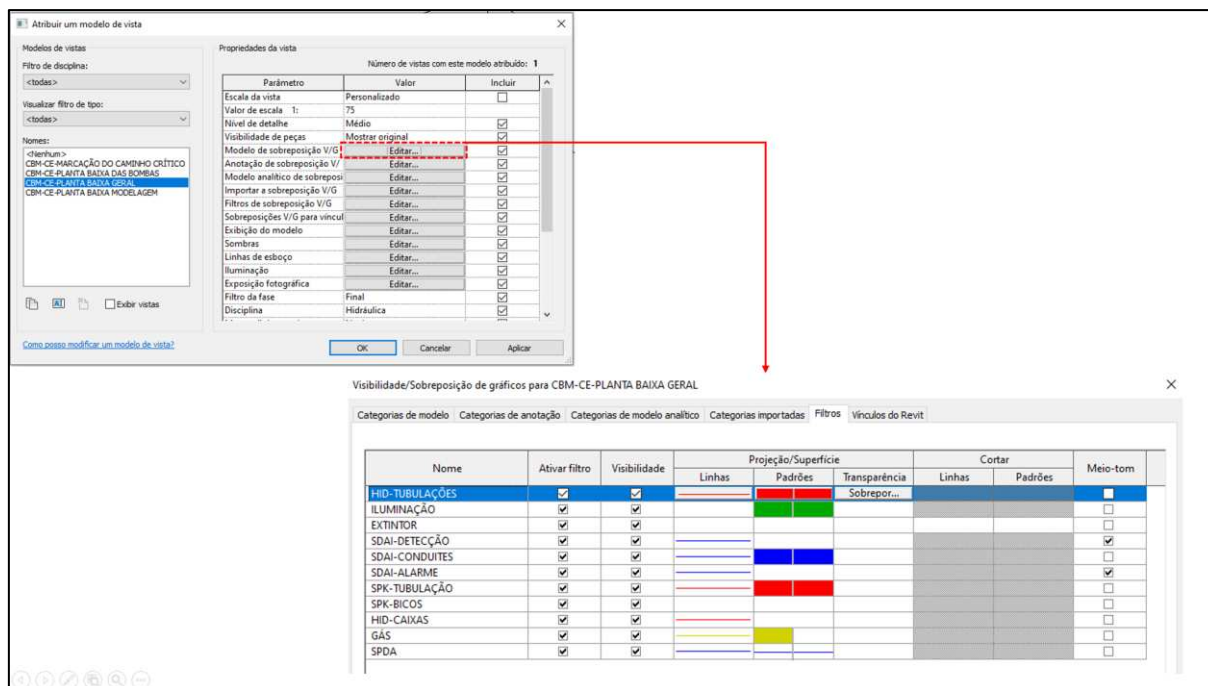 Atribuir um modelo de vista
Modelos de vistas
Filtro de disciplina:
<todas>
Visualizar filtro de tipo:
<todas>
Nomes:
<Nenhum>
CBM-CE-MARCAÇÃO DO CAMINHO CRÍTICO
CBM-CE-PLANTA BAIXA DAS BOMBAS
CBM-CE-PLANTA BAIXA GERAL
CBM-CE-PLANTA BAIXA MODELAGEM
Exibir vistas
Como posso modificar um modelo de vista?
Propriedades da vista
Número de vistas com este modelo atribuído: 1
Parâmetro Valor Incluir
Escala da vista Personalizado
Valor de escala 1: 75
Nível de detalhe Médio
Visibilidade de peças Mostrar original
Modelo de sobreposição V/G Editar...
Anotação de sobreposição V/ Editar...
Modelo analítico de sobreposi Editar...
Importar a sobreposição V/G Editar...
Filtros de sobreposição V/G Editar...
Sobreposições V/G para víncul Editar...
Exibição do modelo Editar...
Sombras Editar...
Linhas de esboço Editar...
Iluminação Editar...
Exposição fotográfica Editar...
Filtro da fase Final
Disciplina Hidráulica
OK Cancelar Aplicar
Visibilidade/Sobreposição de gráficos para CBM-CE-PLANTA BAIXA GERAL
Categorias de modelo Categorias de anotação Categorias de modelo analítico Categorias importadas Filtros Vínculos do Revit
Nome Ativar filtro Visibilidade Projeção/Superfície Cortar Meio-tom
Linhas Padrões Transparência Linhas Padrões
HID-TUBULAÇÕES Sobrepor...
ILUMINAÇÃO
EXTINTOR
SDAI-DETECÇÃO
SDAI-CONDUITES
SDAI-ALARME
SPK-TUBULAÇÃO
SPK-BICOS
HID-CAIXAS
GÁS
SPDA